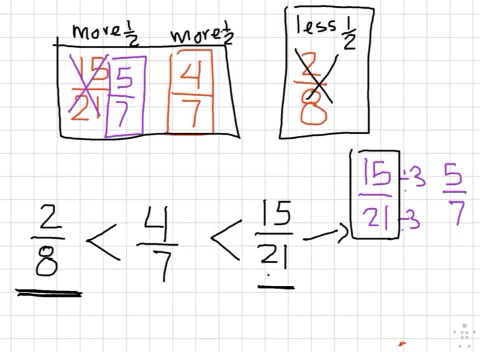 more 1/2 more 1/2 less 1/2
15/21 5/7 4/7 2/8
15/21 ÷3 ÷3 5/7
2/8 < 4/7 < 15/21